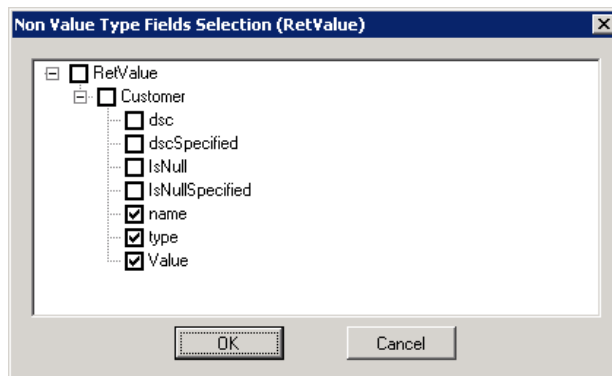 Non Value Type Fields Selection (RetValue)
RetValue
Customer
dsc
dscSpecified
IsNull
IsNullSpecified
name
type
Value
OK
Cancel